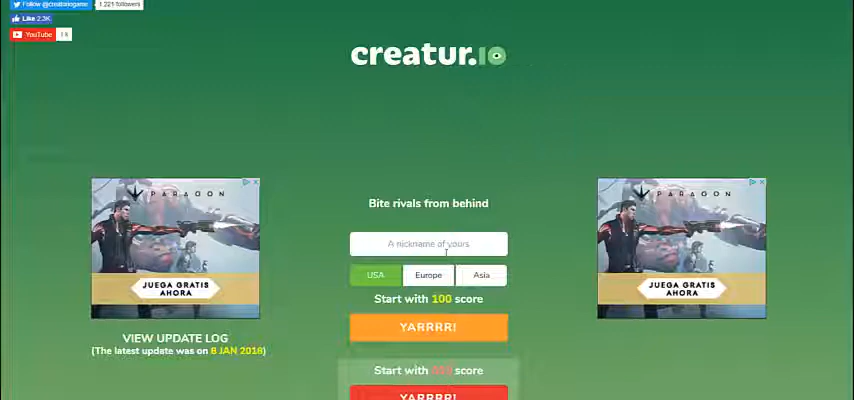 Follow @creaturiogame
1,221 followers
Like 2.3K
YouTube
creatur.io
PARAGON
JUEGA GRATIS
AHORA
Bite rivals from behind
A nickname of yours
USA Europe Asia
Start with 100 score
YARRRR!
PARAGON
JUEGA GRATIS
AHORA
VIEW UPDATE LOG
(The latest update was on 8 JAN 2018)
Start with score
YARRRR!